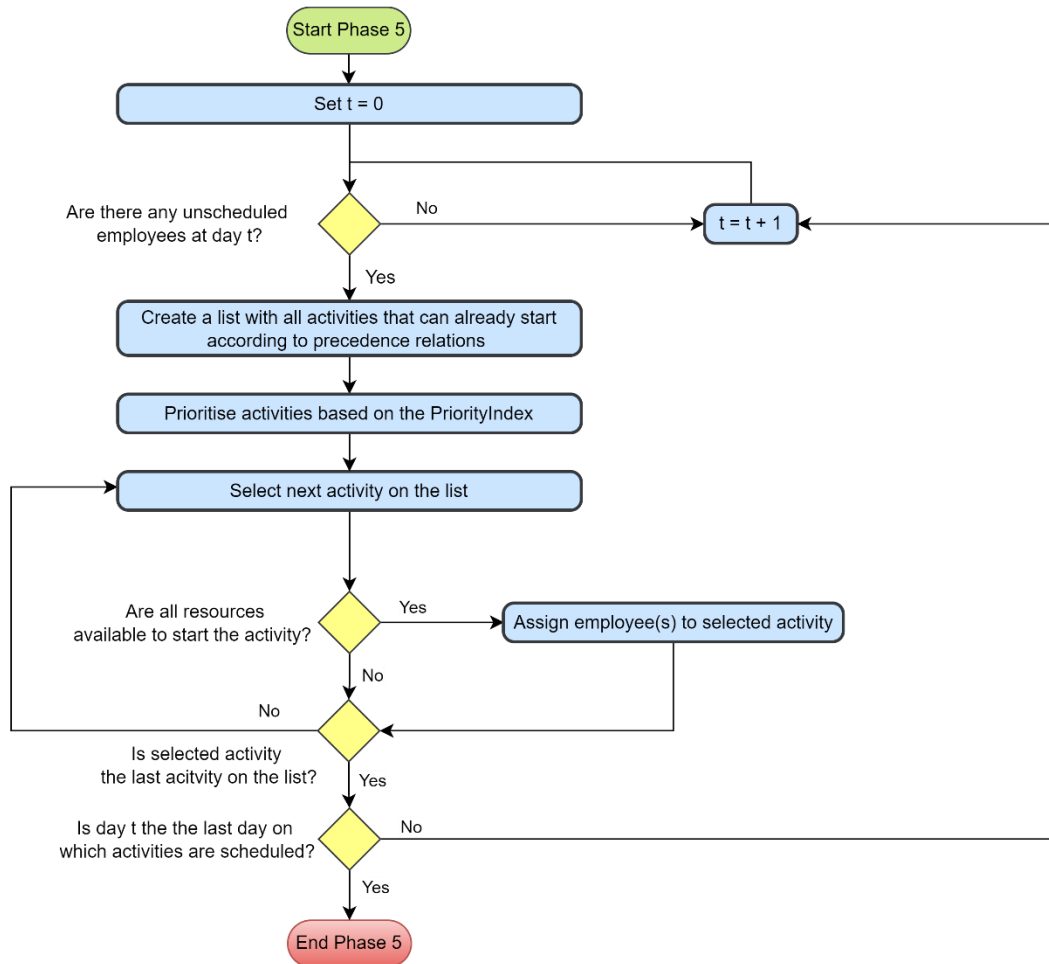 Start Phase 5
Set t = 0
Are there any unscheduled
employees at day t?
No
t = t + 1
Yes
Create a list with all activities that can already start
according to precedence relations
Prioritise activities based on the PriorityIndex
Select next activity on the list
Are all resources
available to start the activity?
Yes
Assign employee(s) to selected activity
No
No
Is selected activity
the last acitvity on the list?
Yes
Is day t the the last day on
which activities are scheduled?
No
Yes
End Phase 5